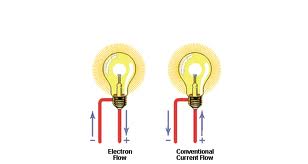 − +
− +
Electron
Flow
Conventional
Current Flow